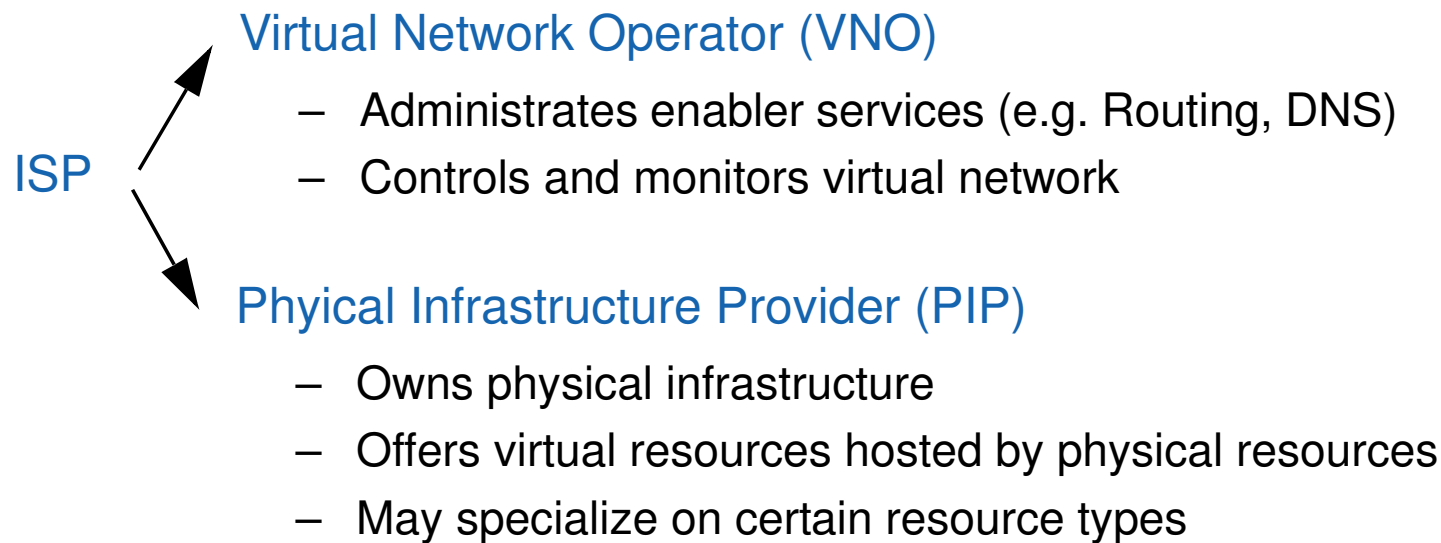 Virtual Network Operator (VNO)
– Administrates enabler services (e.g. Routing, DNS)
ISP
– Controls and monitors virtual network
Phyical Infrastructure Provider (PIP)
– Owns physical infrastructure
– Offers virtual resources hosted by physical resources
– May specialize on certain resource types